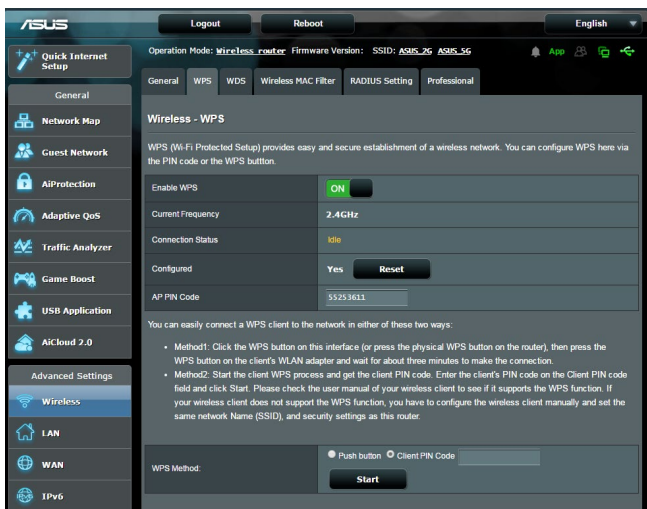 ASUS
Logout
Reboot
English
Quick Internet
Setup
Operation Mode: Wireless router Firmware Version: SSID: ASUS_2G ASUS_5G
App
General
WPS
WDS
Wireless MAC Filter
RADIUS Setting
Professional
General
Network Map
Guest Network
AiProtection
Adaptive QoS
Traffic Analyzer
Game Boost
USB Application
AiCloud 2.0
Advanced Settings
Wireless
LAN
WAN
IPv6
Wireless - WPS
WPS (Wi-Fi Protected Setup) provides easy and secure establishment of a wireless network. You can configure WPS here via
the PIN code or the WPS buttton.
Enable WPS
ON
Current Frequency
2.4GHz
Connection Status
Idle
Configured
Yes
Reset
AP PIN Code
55253611
You can easily connect a WPS client to the network in either of these two ways:
• Method1: Click the WPS button on this interface (or press the physical WPS button on the router), then press the
WPS button on the client's WLAN adapter and wait for about three minutes to make the connection.
• Method2: Start the client WPS process and get the client PIN code. Enter the client's PIN code on the Client PIN code
field and click Start. Please check the user manual of your wireless client to see if it supports the WPS function. If
your wireless client does not support the WPS function, you have to configure the wireless client manually and set the
same network Name (SSID), and security settings as this router.
WPS Method:
Push button
Client PIN Code
Start